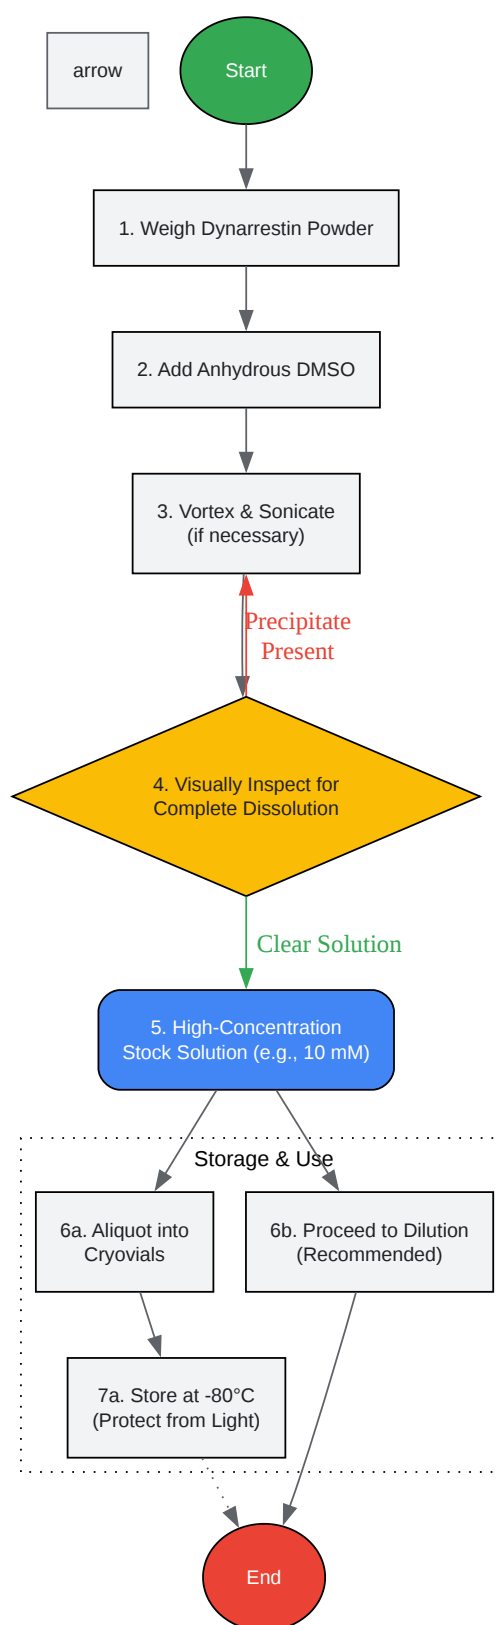 arrow
Start
1. Weigh Dynarrestin Powder
2. Add Anhydrous DMSO
3. Vortex & Sonicate
(if necessary)
Precipitate
Present
4. Visually Inspect for
Complete Dissolution
Clear Solution
5. High-Concentration
Stock Solution (e.g., 10 mM)
Storage & Use
6a. Aliquot into
Cryovials
6b. Proceed to Dilution
(Recommended)
7a. Store at -80°C
(Protect from Light)
End